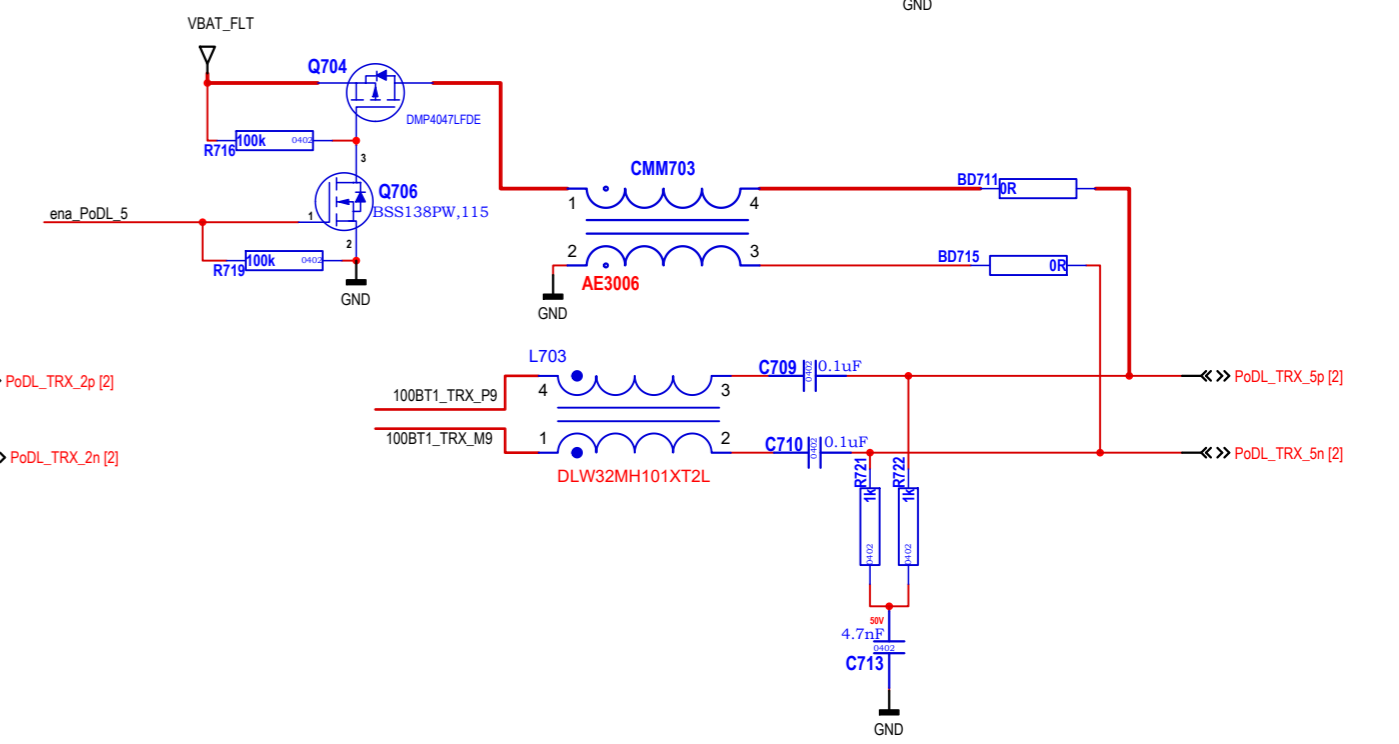 GND
VBAT_FLT
Q704
DMP4047LFDE
100k
0402
R716
3
Q706
BSS138PW,115
ena_PoDL_5
1
2
100k
0402
R719
GND
CMM703
1
4
2
3
AE3006
GND
BD711
0R
BD715
0R
PoDL_TRX_2p [2]
PoDL_TRX_2n [2]
L703
4
3
100BT1_TRX_P9
100BT1_TRX_M9
1
2
DLW32MH101XT2L
C709
0402
0.1uF
C710
0402
0.1uF
PoDL_TRX_5p [2]
PoDL_TRX_5n [2]
R721
1k
0402
R722
1k
0402
50V
4.7nF
0402
C713
GND